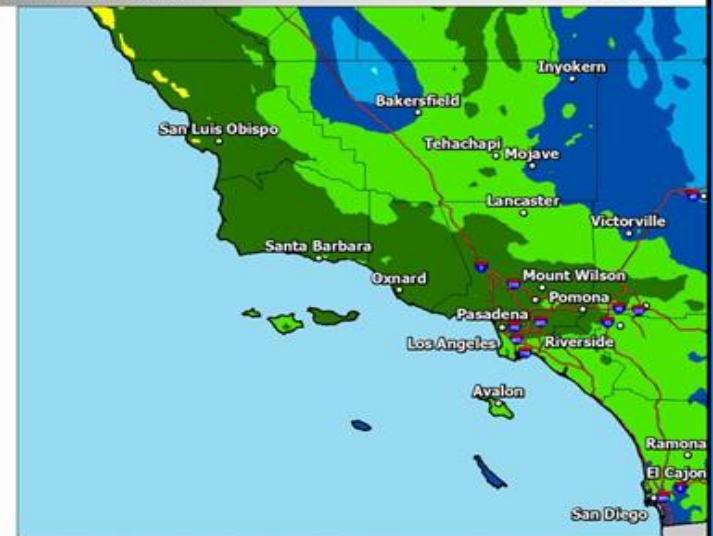 Inyokern
Bakersfield
San Luis Obispo
Tehachapi
Mojave
Lancaster
Victorville
Santa Barbara
Oxnard
Mount Wilson
Pomona
Pasadena
Los Angeles
Riverside
Avalon
Ramona
El Cajon
San Diego